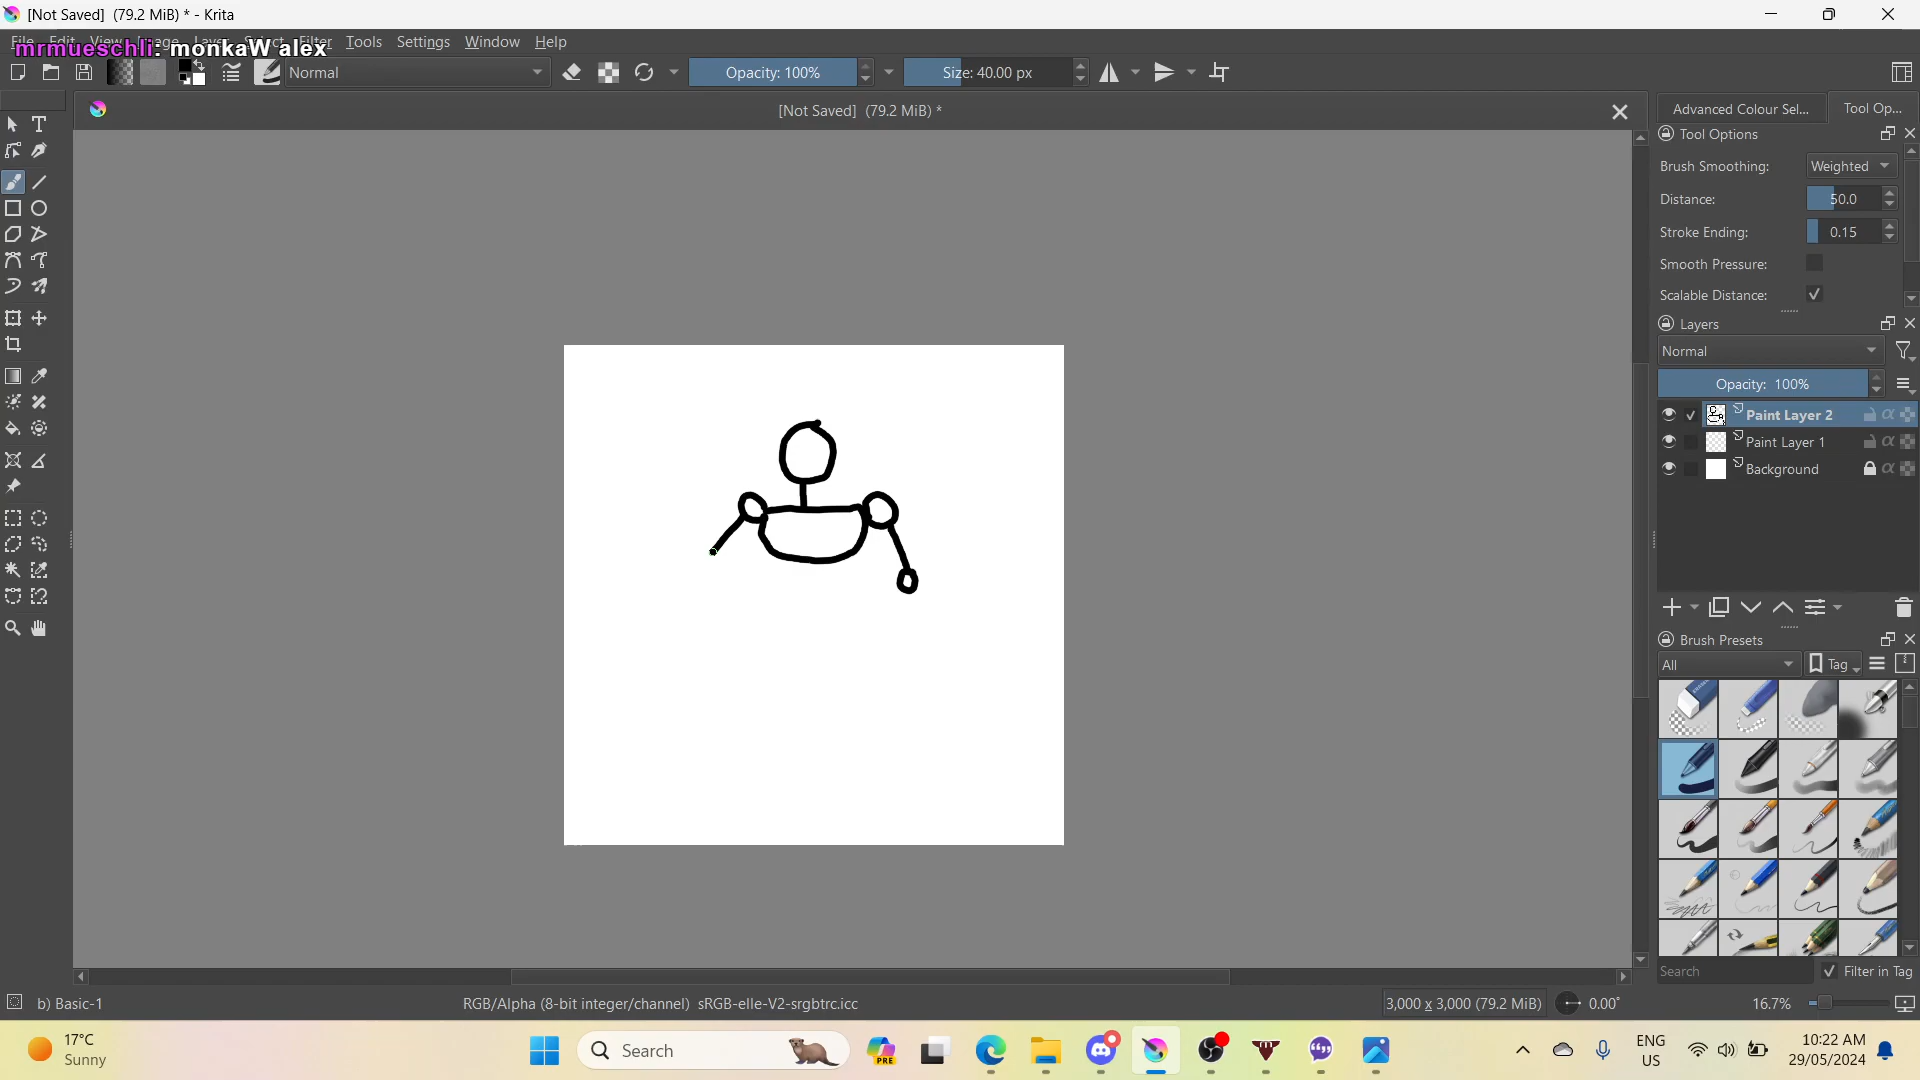 [Not Saved] (79.2 MiB) * - Krita
mrmueschli: monkaW alex
Tools Settings Window Help
Normal
Opacity: 100%
Size: 40.00 px
[Not Saved] (79.2 MiB) *
Advanced Colour Sel...
Tool Op...
Tool Options
Brush Smoothing: Weighted
Distance: 50.0
Stroke Ending: 0.15
Smooth Pressure:
Scalable Distance:
Layers
Normal
Opacity: 100%
Paint Layer 2
Paint Layer 1
Background
Brush Presets
All
Tag
Search
Filter in Tag
b) Basic-1
RGB/Alpha (8-bit integer/channel) sRGB-elle-V2-srgbtrc.icc
3,000 x 3,000 (79.2 MiB)
0.00°
16.7%
17°C
Sunny
Search
PRE
ENG
US
10:22 AM
29/05/2024